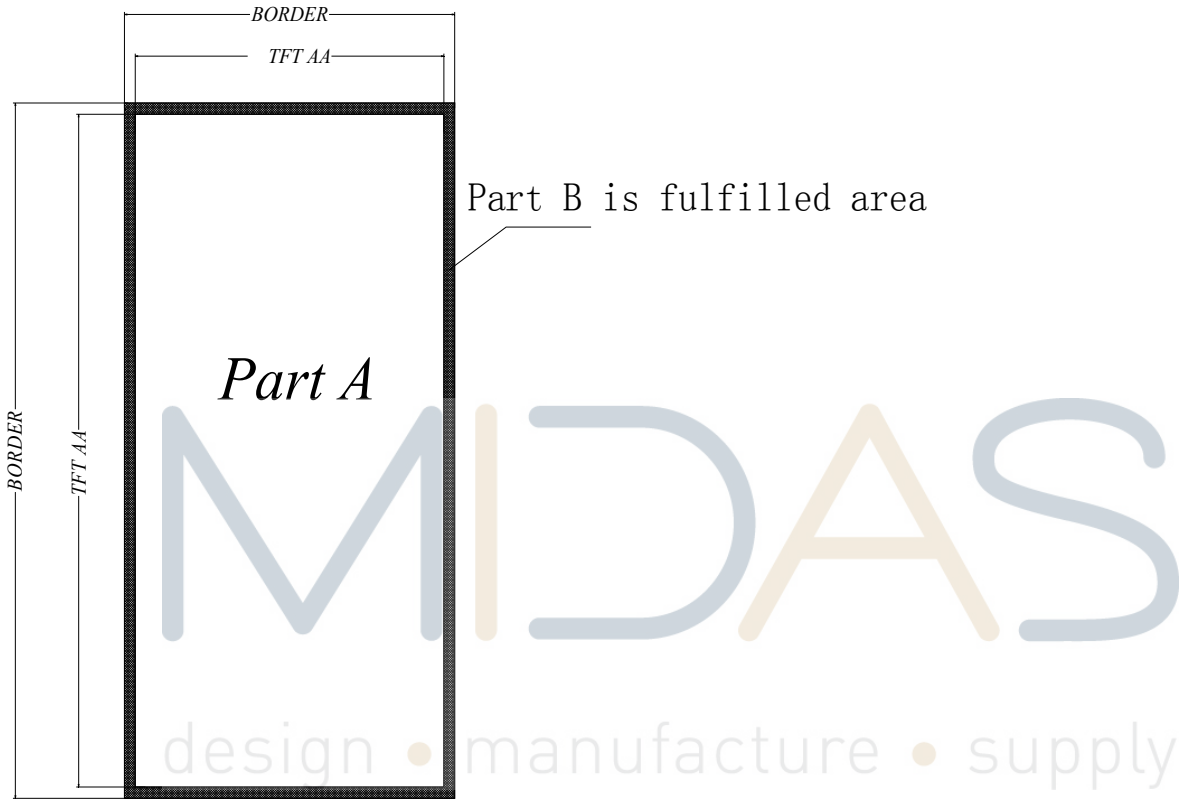 BORDER
TFT AA
Part B is fulfilled area
Part A
BORDER
TFT AA
MIDAS
design • manufacture • supply